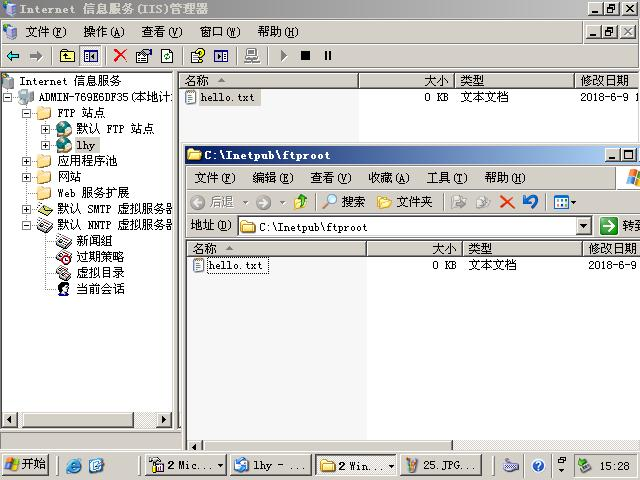 Internet 信息服务(IIS)管理器
文件(F) 操作(A) 查看(V) 窗口(W) 帮助(H)
Internet 信息服务
ADMIN-769E6DF35(本地计
FTP 站点
默认 FTP 站点
lhy
应用程序池
网站
Web 服务扩展
默认 SMTP 虚拟服务器
默认 NNTP 虚拟服务器
新闻组
过期策略
虚拟目录
当前会话
名称 大小 类型 修改日期
hello.txt 0 KB 文本文档 2018-6-9 1
C:\Inetpub\ftproot
文件(F) 编辑(E) 查看(V) 收藏(A) 工具(T) 帮助(H)
后退 搜索 文件夹
地址(D) C:\Inetpub\ftproot 转到
名称 大小 类型 修改日期
hello.txt 0 KB 文本文档 2018-6-9
开始 2 Mic... lhy - ... 2 Win... 25.JPG... 15:28